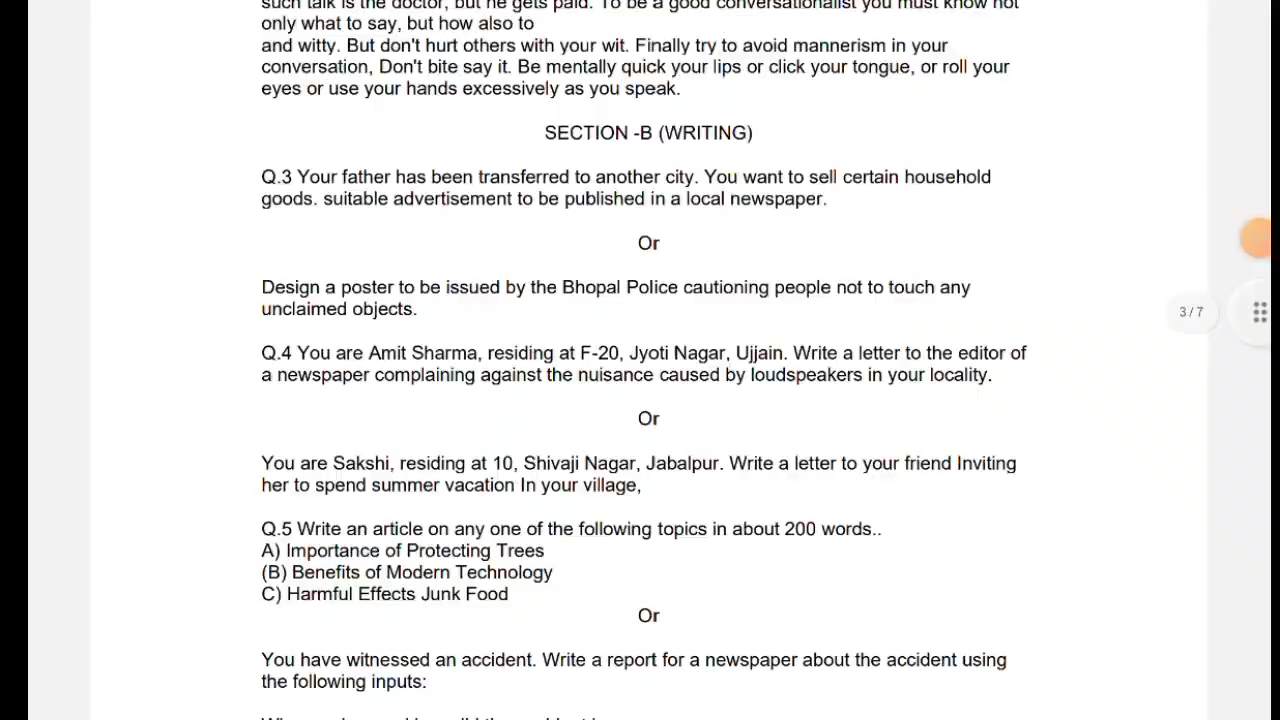 such talk is the doctor, but he gets paid. To be a good conversationalist you must know not
only what to say, but how also to
and witty. But don't hurt others with your wit. Finally try to avoid mannerism in your
conversation, Don't bite say it. Be mentally quick your lips or click your tongue, or roll your
eyes or use your hands excessively as you speak.
SECTION -B (WRITING)
Q.3 Your father has been transferred to another city. You want to sell certain household
goods. suitable advertisement to be published in a local newspaper.
Or
Design a poster to be issued by the Bhopal Police cautioning people not to touch any
unclaimed objects.
3/7
Q.4 You are Amit Sharma, residing at F-20, Jyoti Nagar, Ujjain. Write a letter to the editor of
a newspaper complaining against the nuisance caused by loudspeakers in your locality.
Or
You are Sakshi, residing at 10, Shivaji Nagar, Jabalpur. Write a letter to your friend Inviting
her to spend summer vacation In your village,
Q.5 Write an article on any one of the following topics in about 200 words..
A) Importance of Protecting Trees
(B) Benefits of Modern Technology
C) Harmful Effects Junk Food
Or
You have witnessed an accident. Write a report for a newspaper about the accident using
the following inputs: